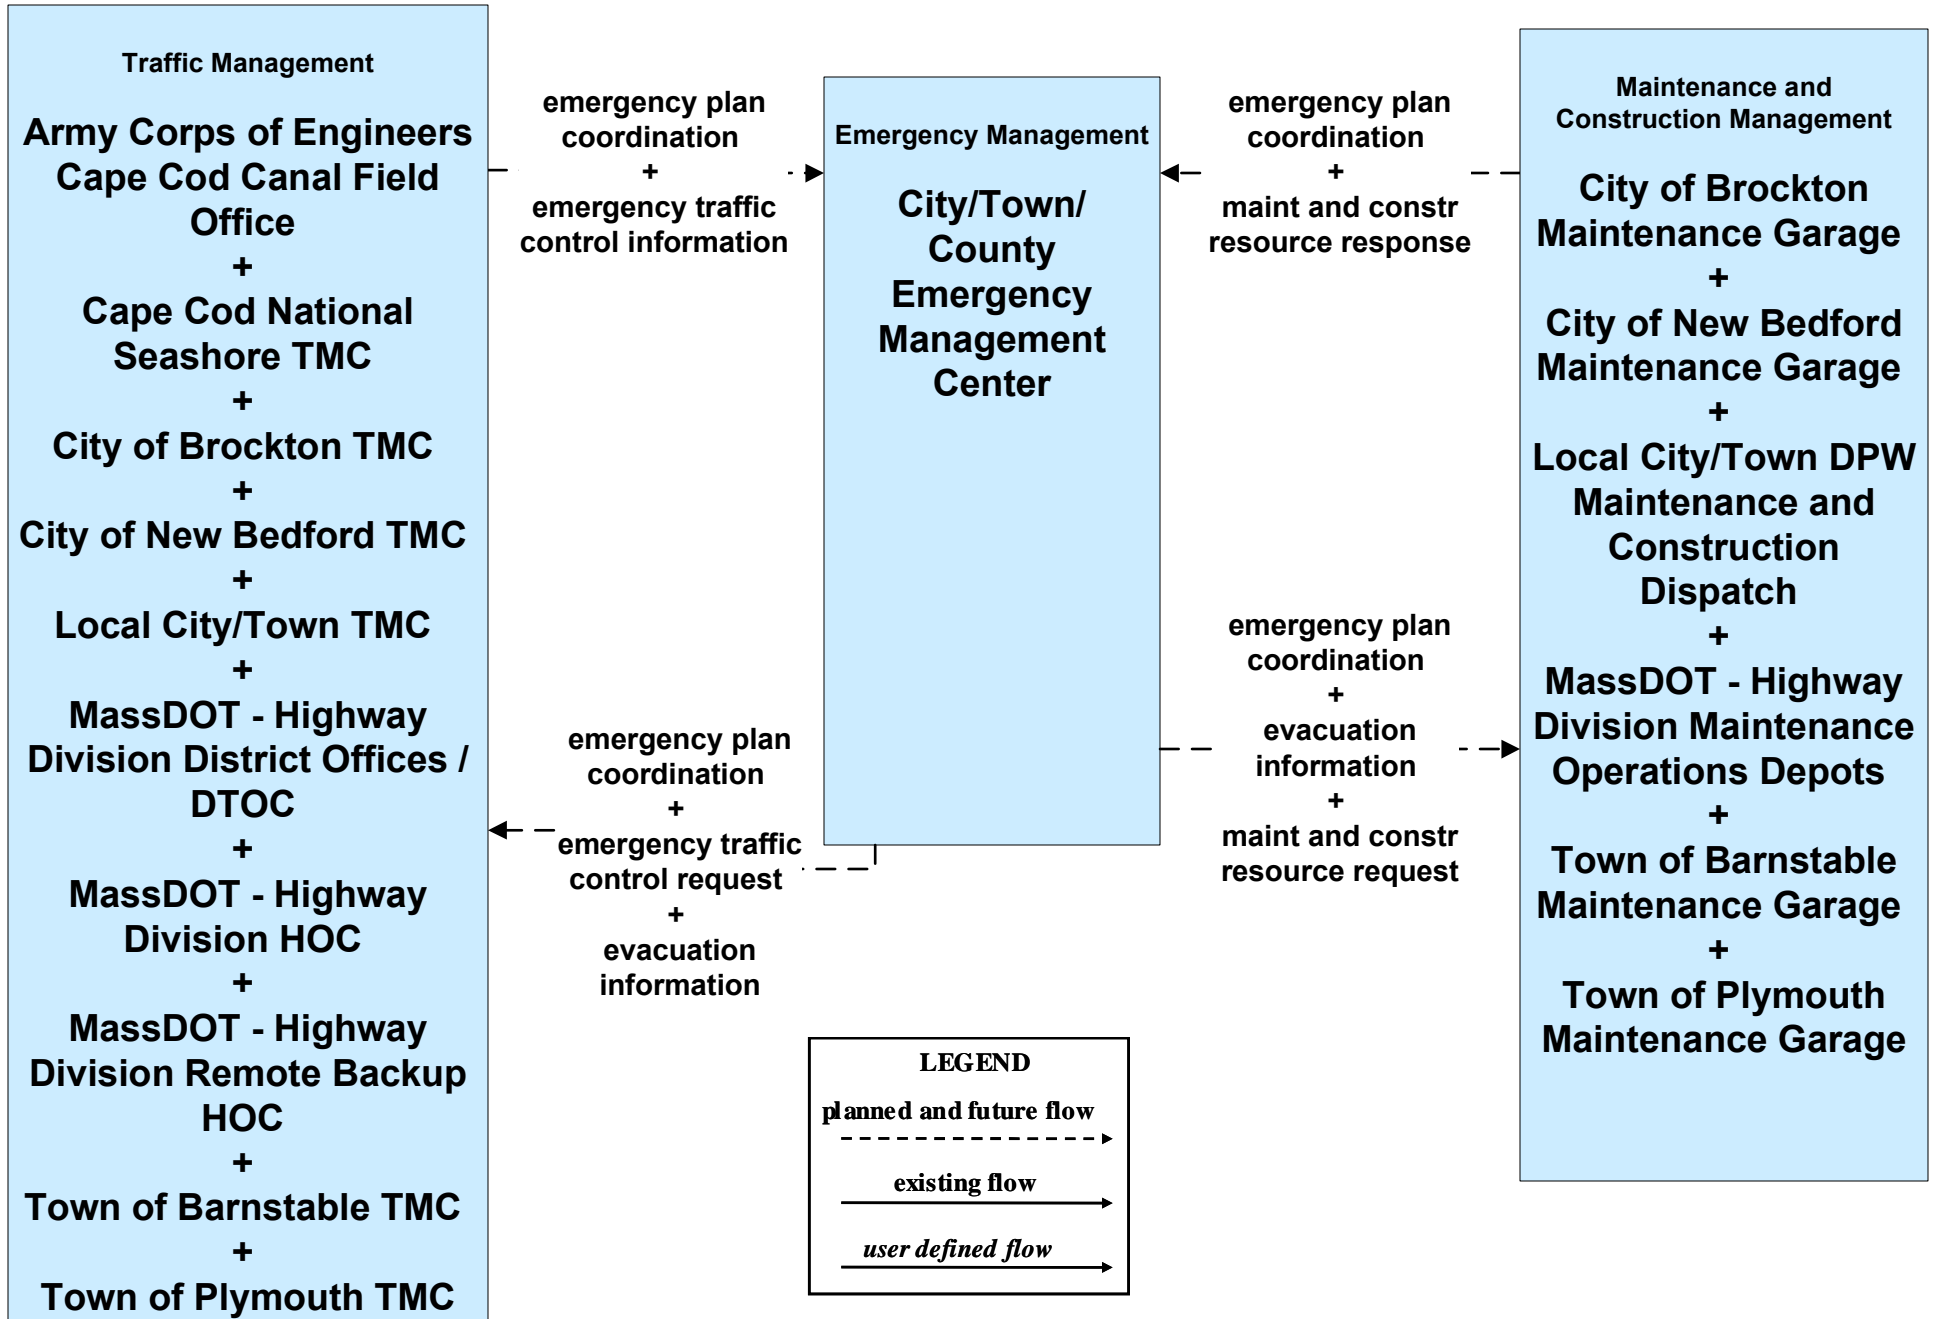 Traffic Management
Army Corps of Engineers
Cape Cod Canal Field
Office
+
Cape Cod National
Seashore TMC
+
City of Brockton TMC
+
City of New Bedford TMC
+
Local City/Town TMC
+
MassDOT - Highway
Division District Offices /
DTOC
+
MassDOT - Highway
Division HOC
+
MassDOT - Highway
Division Remote Backup
HOC
+
Town of Barnstable TMC
+
Town of Plymouth TMC
emergency plan
coordination
+
emergency traffic
control information
emergency plan
coordination
+
emergency traffic
control request
+
evacuation
information
Emergency Management
City/Town/
County
Emergency
Management
Center
emergency plan
coordination
+
maint and constr
resource response
emergency plan
coordination
+
evacuation
information
+
maint and constr
resource request
Maintenance and
Construction Management
City of Brockton
Maintenance Garage
+
City of New Bedford
Maintenance Garage
+
Local City/Town DPW
Maintenance and
Construction
Dispatch
+
MassDOT - Highway
Division Maintenance
Operations Depots
+
Town of Barnstable
Maintenance Garage
+
Town of Plymouth
Maintenance Garage
LEGEND
planned and future flow
existing flow
user defined flow